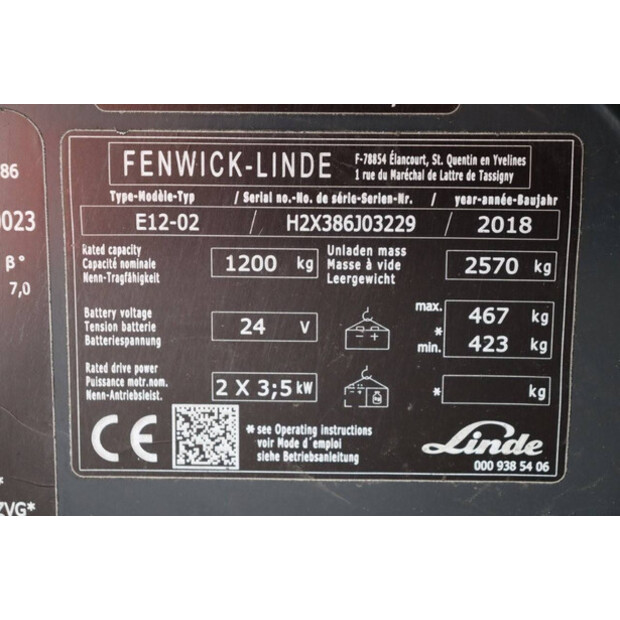 FENWICK-LINDE
F-78854 Élancourt, St. Quentin en Yvelines
1 rue du Maréchal de Lattre de Tassigny
Type-Modèle-Typ / Serial no.-No. de série-Serien-Nr. / year-année-Baujahr
E12-02 / H2X386J03229 / 2018
Rated capacity
Capacité nominale
Nenn-Tragfähigkeit
1200 kg
Unladen mass
Masse à vide
Leergewicht
2570 kg
Battery voltage
Tension batterie
Batteriespannung
24 V
- +
max. 467 kg
*
min. 423 kg
Rated drive power
Puissance motr.nom.
Nenn-Antriebsleist.
2 X 3;5 kW
kg
* kg
CE
* see Operating instructions
voir Mode d'emploi
siehe Betriebsanleitung
Linde
000 938 54 06
86
0023
β°
7,0
*
ZVG*